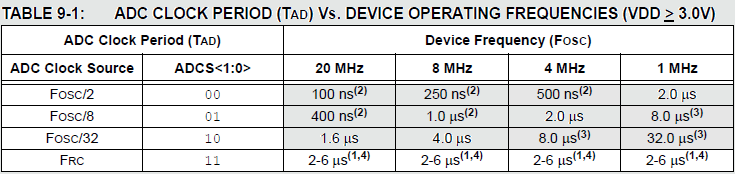 TABLE 9-1: ADC CLOCK PERIOD (TAD) Vs. DEVICE OPERATING FREQUENCIES (VDD ≥ 3.0V)
ADC Clock Period (TAD) Device Frequency (FOSC)
ADC Clock Source ADCS<1:0> 20 MHz 8 MHz 4 MHz 1 MHz
FOSC/2 00 100 ns(2) 250 ns(2) 500 ns(2) 2.0 μs
FOSC/8 01 400 ns(2) 1.0 μs(2) 2.0 μs 8.0 μs(3)
FOSC/32 10 1.6 μs 4.0 μs 8.0 μs(3) 32.0 μs(3)
FRC 11 2-6 μs(1,4) 2-6 μs(1,4) 2-6 μs(1,4) 2-6 μs(1,4)